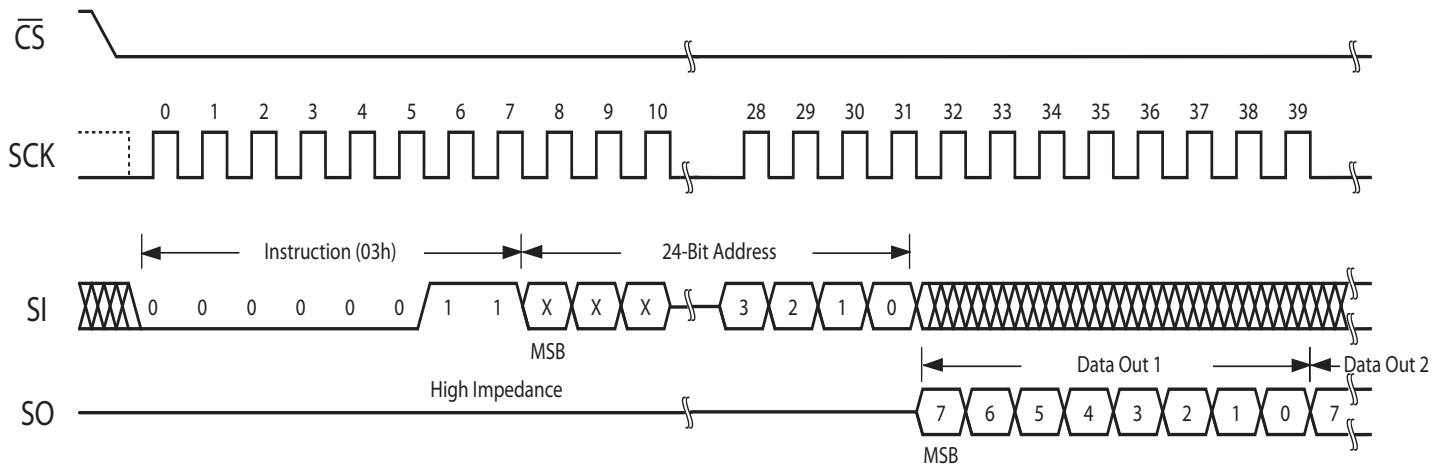 CS
0 1 2 3 4 5 6 7 8 9 10 28 29 30 31 32 33 34 35 36 37 38 39
SCK
Instruction (03h) 24-Bit Address
SI 0 0 0 0 0 0 1 1 X X X 3 2 1 0
MSB
Data Out 1 Data Out 2
High Impedance
SO 7 6 5 4 3 2 1 0 7
MSB